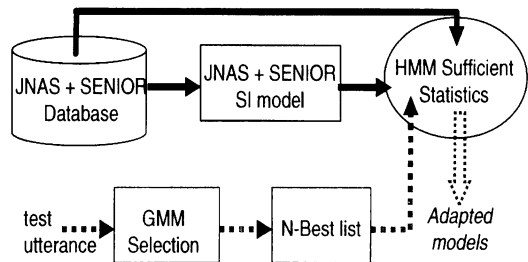 JNAS + SENIOR
Database
JNAS + SENIOR
SI model
HMM Sufficient
Statistics
test
utterance
GMM
Selection
N-Best list
Adapted
models